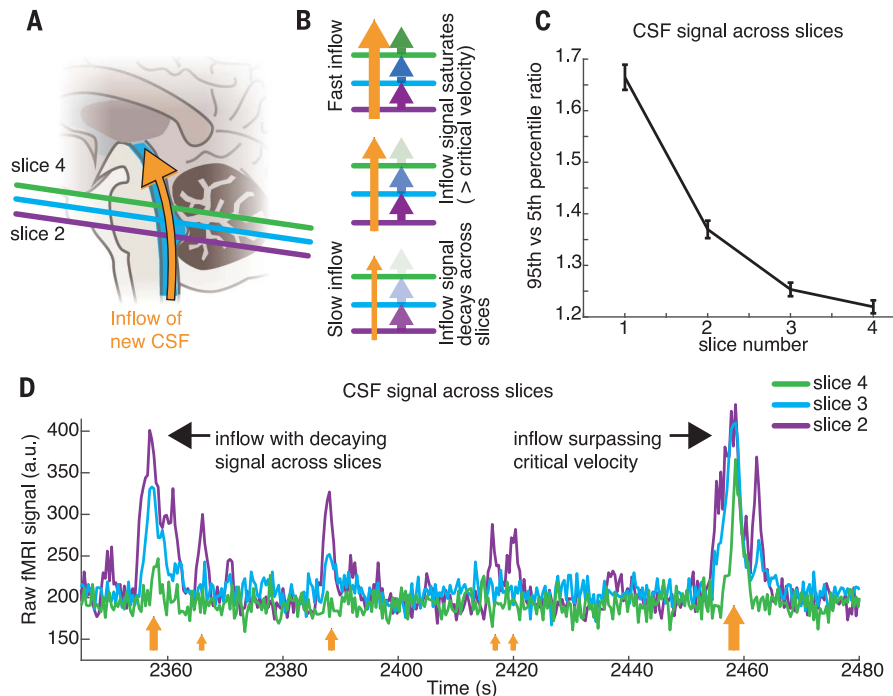 A
slice 4
slice 2
Inflow of
new CSF
B
Fast inflow
Slow inflow
Inflow signal saturates
( > critical velocity)
Inflow signal
decays across
slices
C
CSF signal across slices
95th vs 5th percentile ratio
1.7
1.6
1.5
1.4
1.3
1.2
1
2
3
4
slice number
D
CSF signal across slices
slice 4
slice 3
slice 2
inflow with decaying
signal across slices
inflow surpassing
critical velocity
Raw fMRI signal (a.u.)
400
350
300
250
200
150
2360
2380
2400
2420
2440
2460
2480
Time (s)